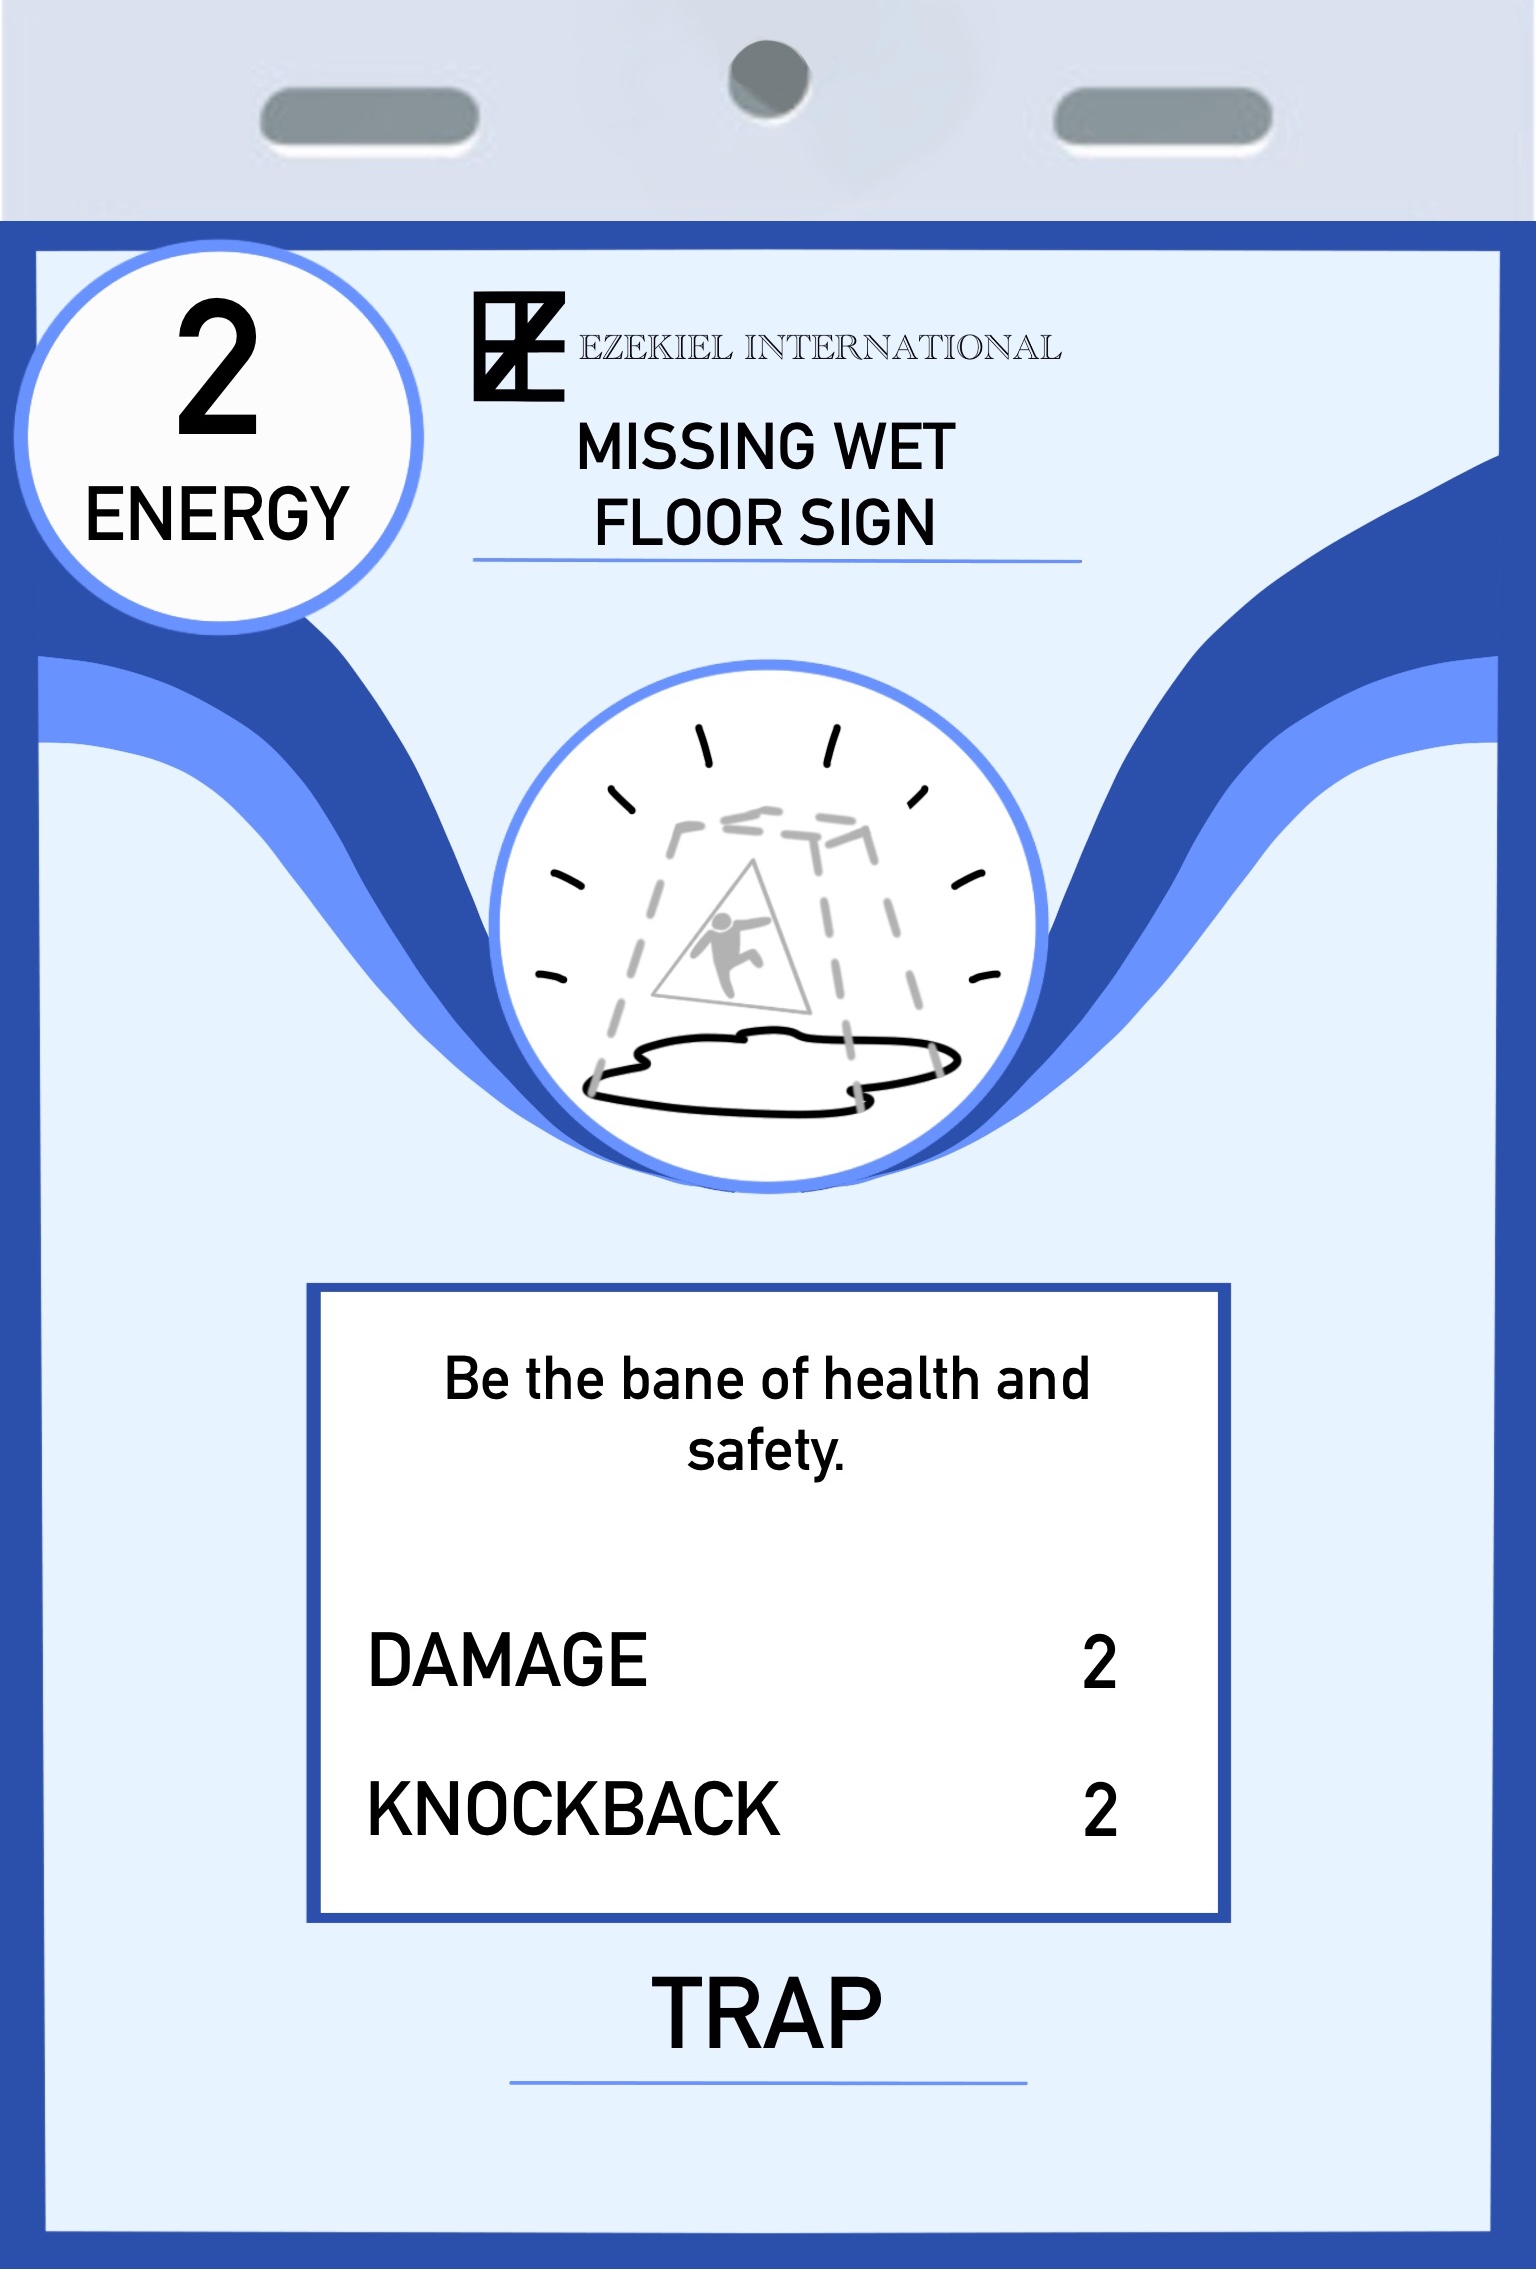 2
ENERGY
EZ EZEKIEL INTERNATIONAL
MISSING WET
FLOOR SIGN
Be the bane of health and
safety.
DAMAGE 2
KNOCKBACK 2
TRAP